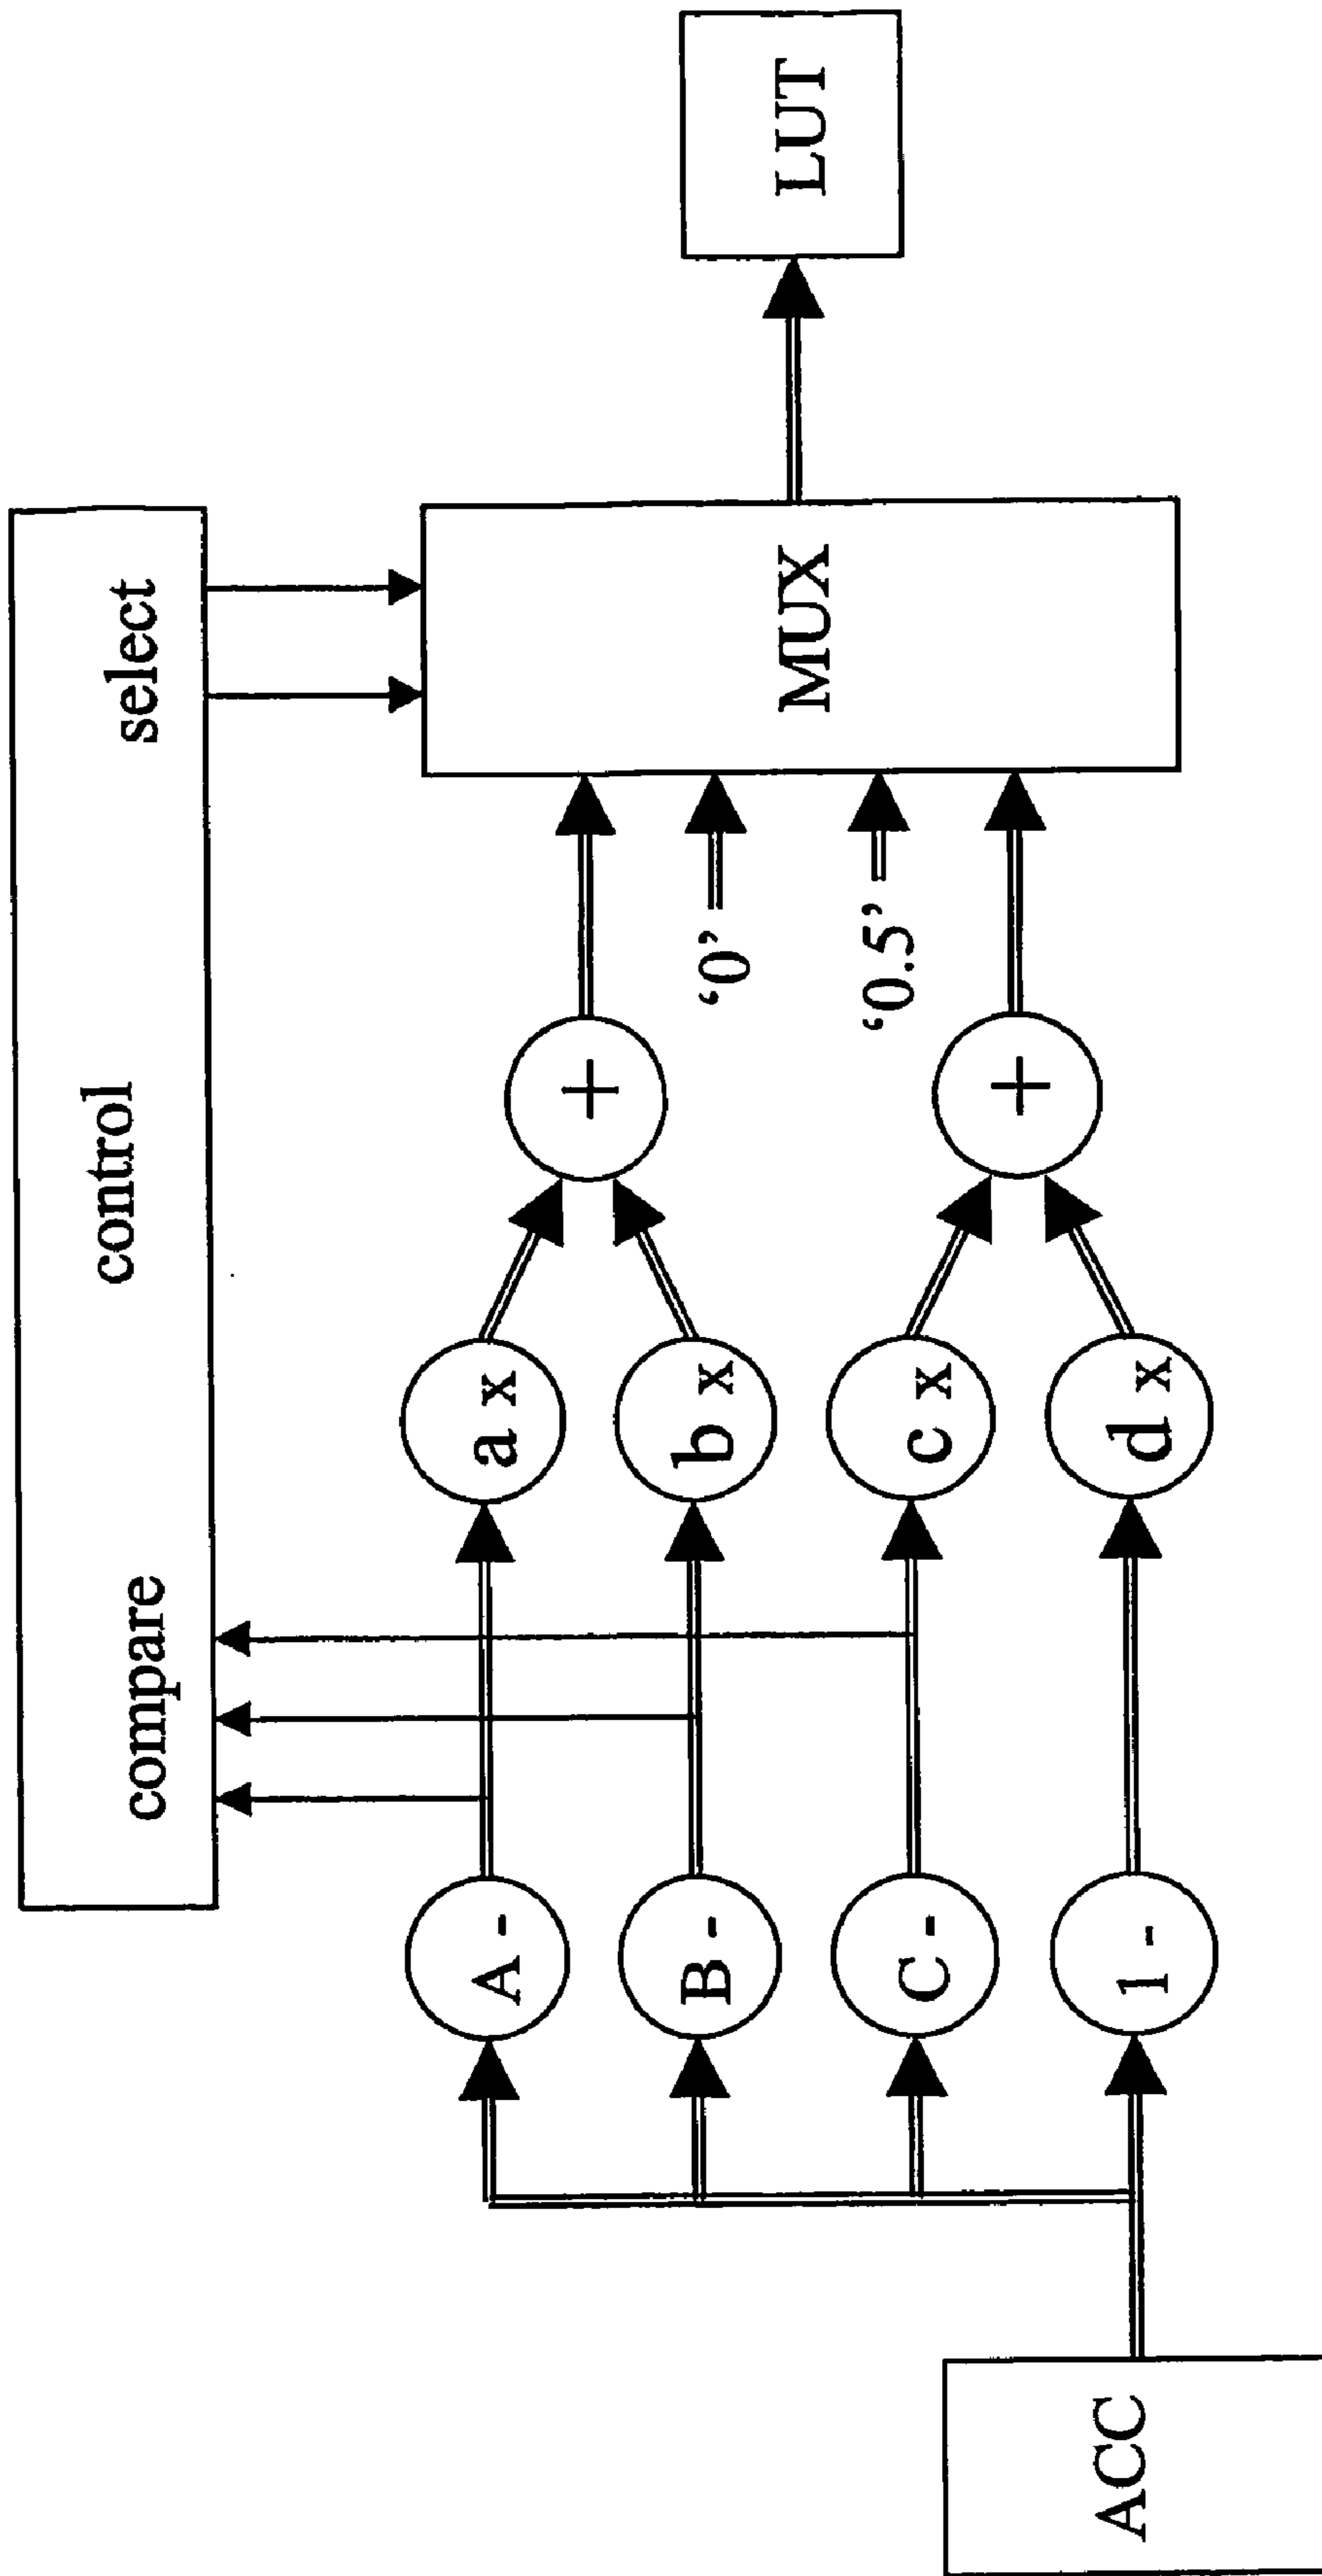 compare
control
select
A -
B -
C -
1 -
a x
b x
c x
d x
+
+
‘0’
‘0.5’
ACC
MUX
LUT